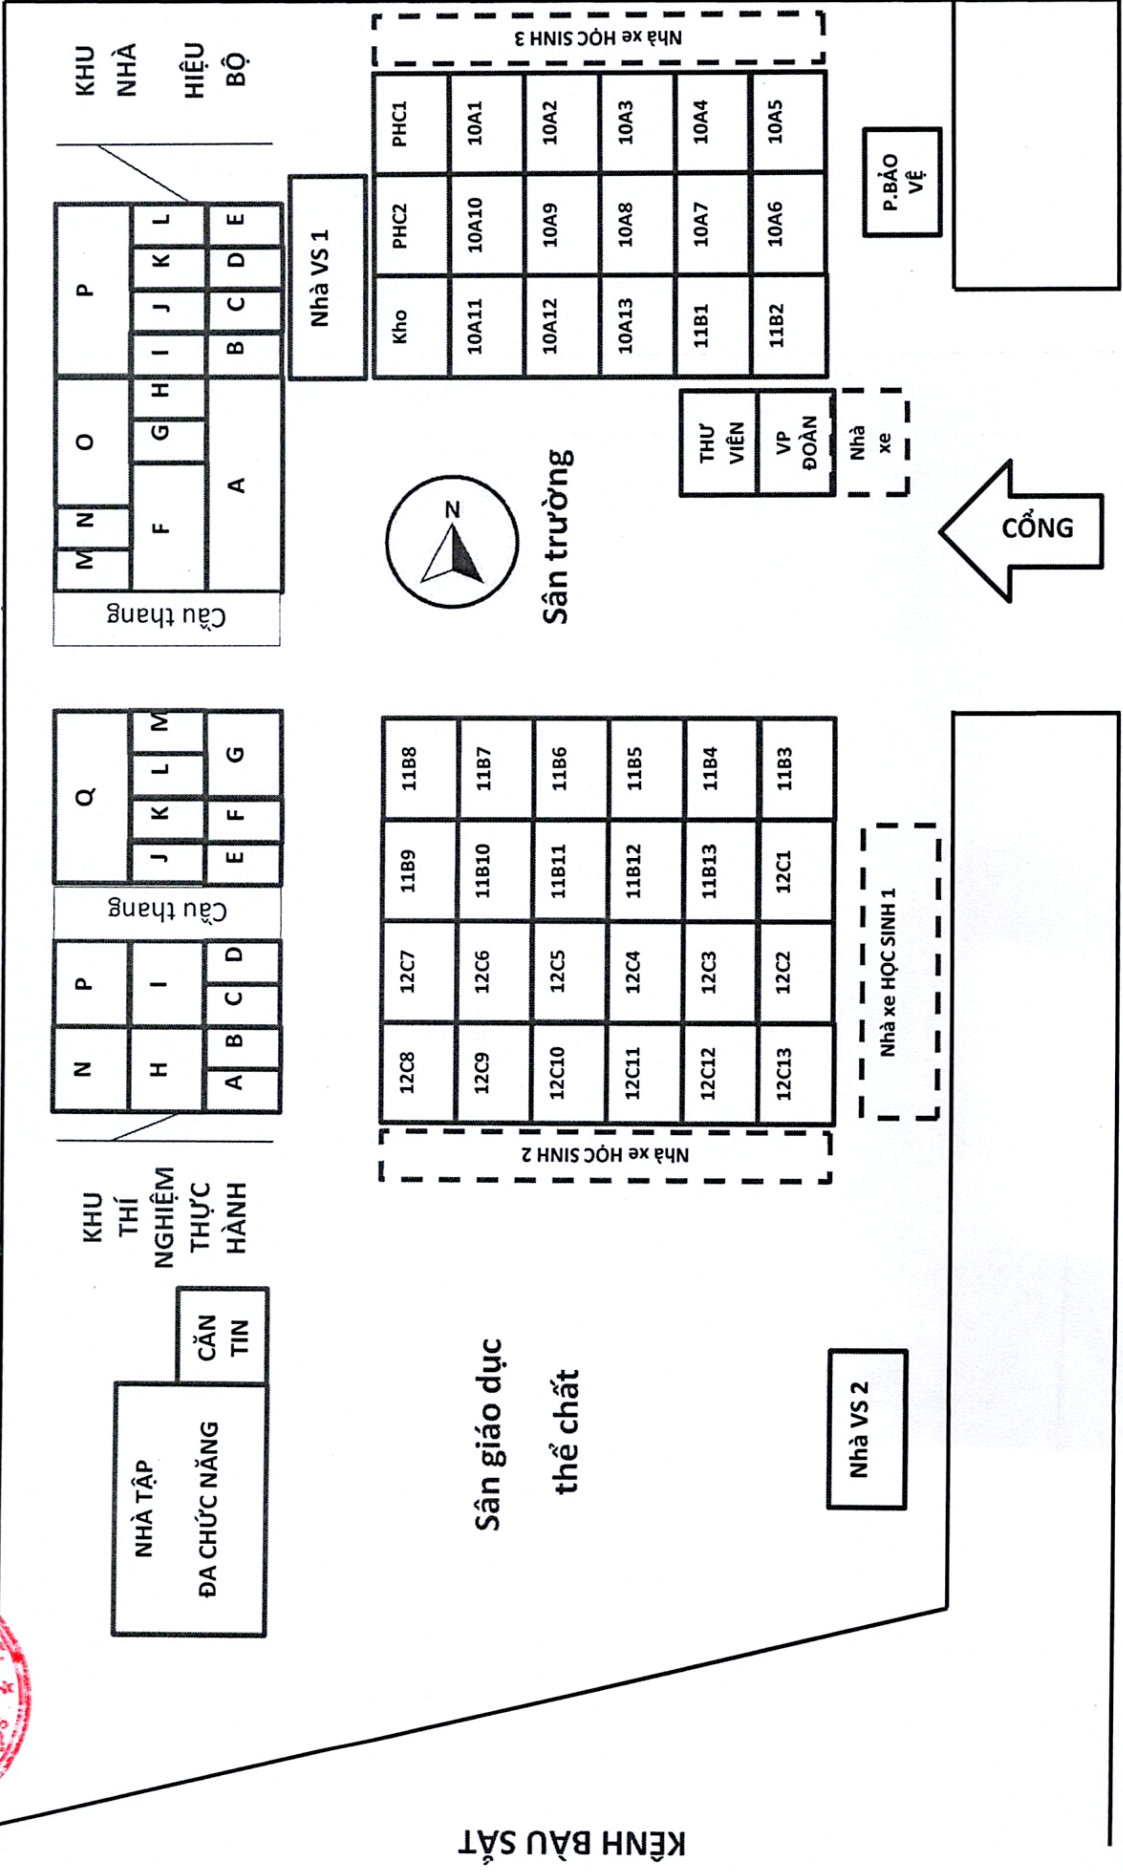 KÊNH BÀU SẮT
NHÀ TẬP
ĐA CHỨC NĂNG
CĂN
TIN
KHU
THÍ
NGHIỆM
THỰC
HÀNH
N P
H I
A B C D
Cầu thang
Q
J K L M
E F G
Cầu thang
M N O P
F G H I J K L
A B C D E
KHU
NHÀ
HIỆU
BỘ
Nhà VS 1
Sân giáo dục
thể chất
Nhà VS 2
Nhà xe HỌC SINH 2
12C8 12C7 11B9 11B8
12C9 12C6 11B10 11B7
12C10 12C5 11B11 11B6
12C11 12C4 11B12 11B5
12C12 12C3 11B13 11B4
12C13 12C2 12C1 11B3
Nhà xe HỌC SINH 1
N
Sân trường
Kho PHC2 PHC1
10A11 10A10 10A1
10A12 10A9 10A2
10A13 10A8 10A3
11B1 10A7 10A4
11B2 10A6 10A5
Nhà xe HỌC SINH 3
THƯ
VIÊN
VP
ĐOÀN
Nhà
xe
P.BẢO
VỆ
CỔNG